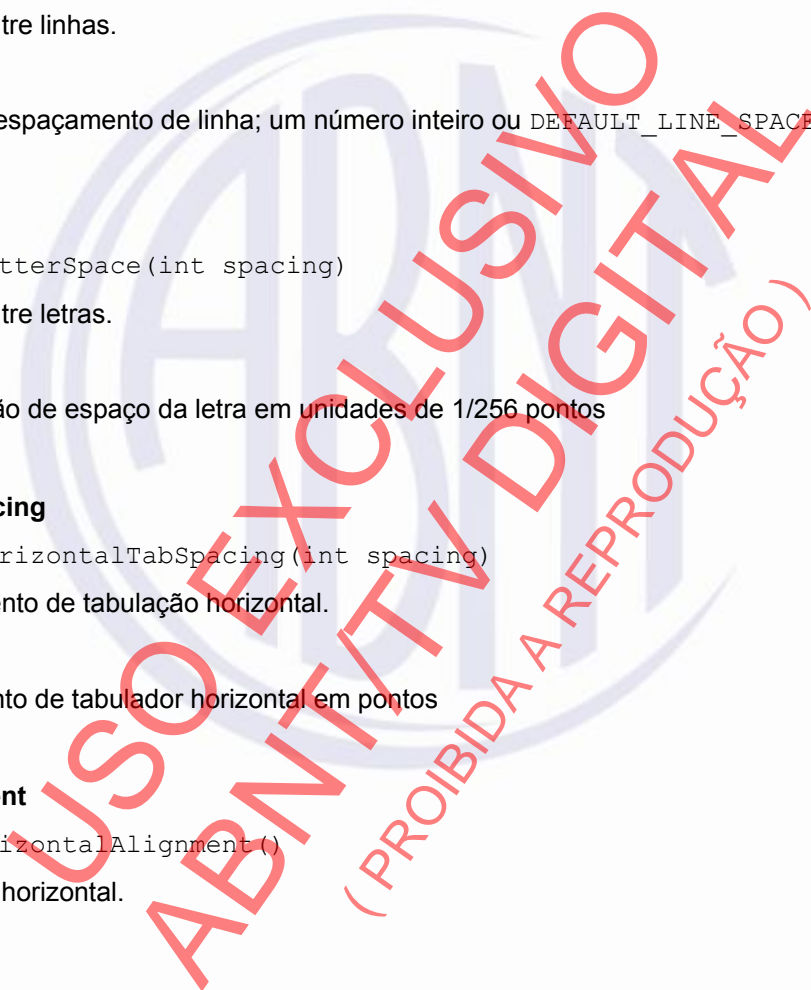 tre linhas.
espaçamento de linha; um número inteiro ou DEFAULT_LINE_SPACE
tterSpace(int spacing)
tre letras.
ão de espaço da letra em unidades de 1/256 pontos
cing
rizontalTabSpacing(int spacing)
nto de tabulação horizontal.
nto de tabulador horizontal em pontos
nt
izontalAlignment()
horizontal.
ABNT
USO EXCLUSIVO
ABNT/TV DIGITAL
( PROIBIDA A REPRODUÇÃO )